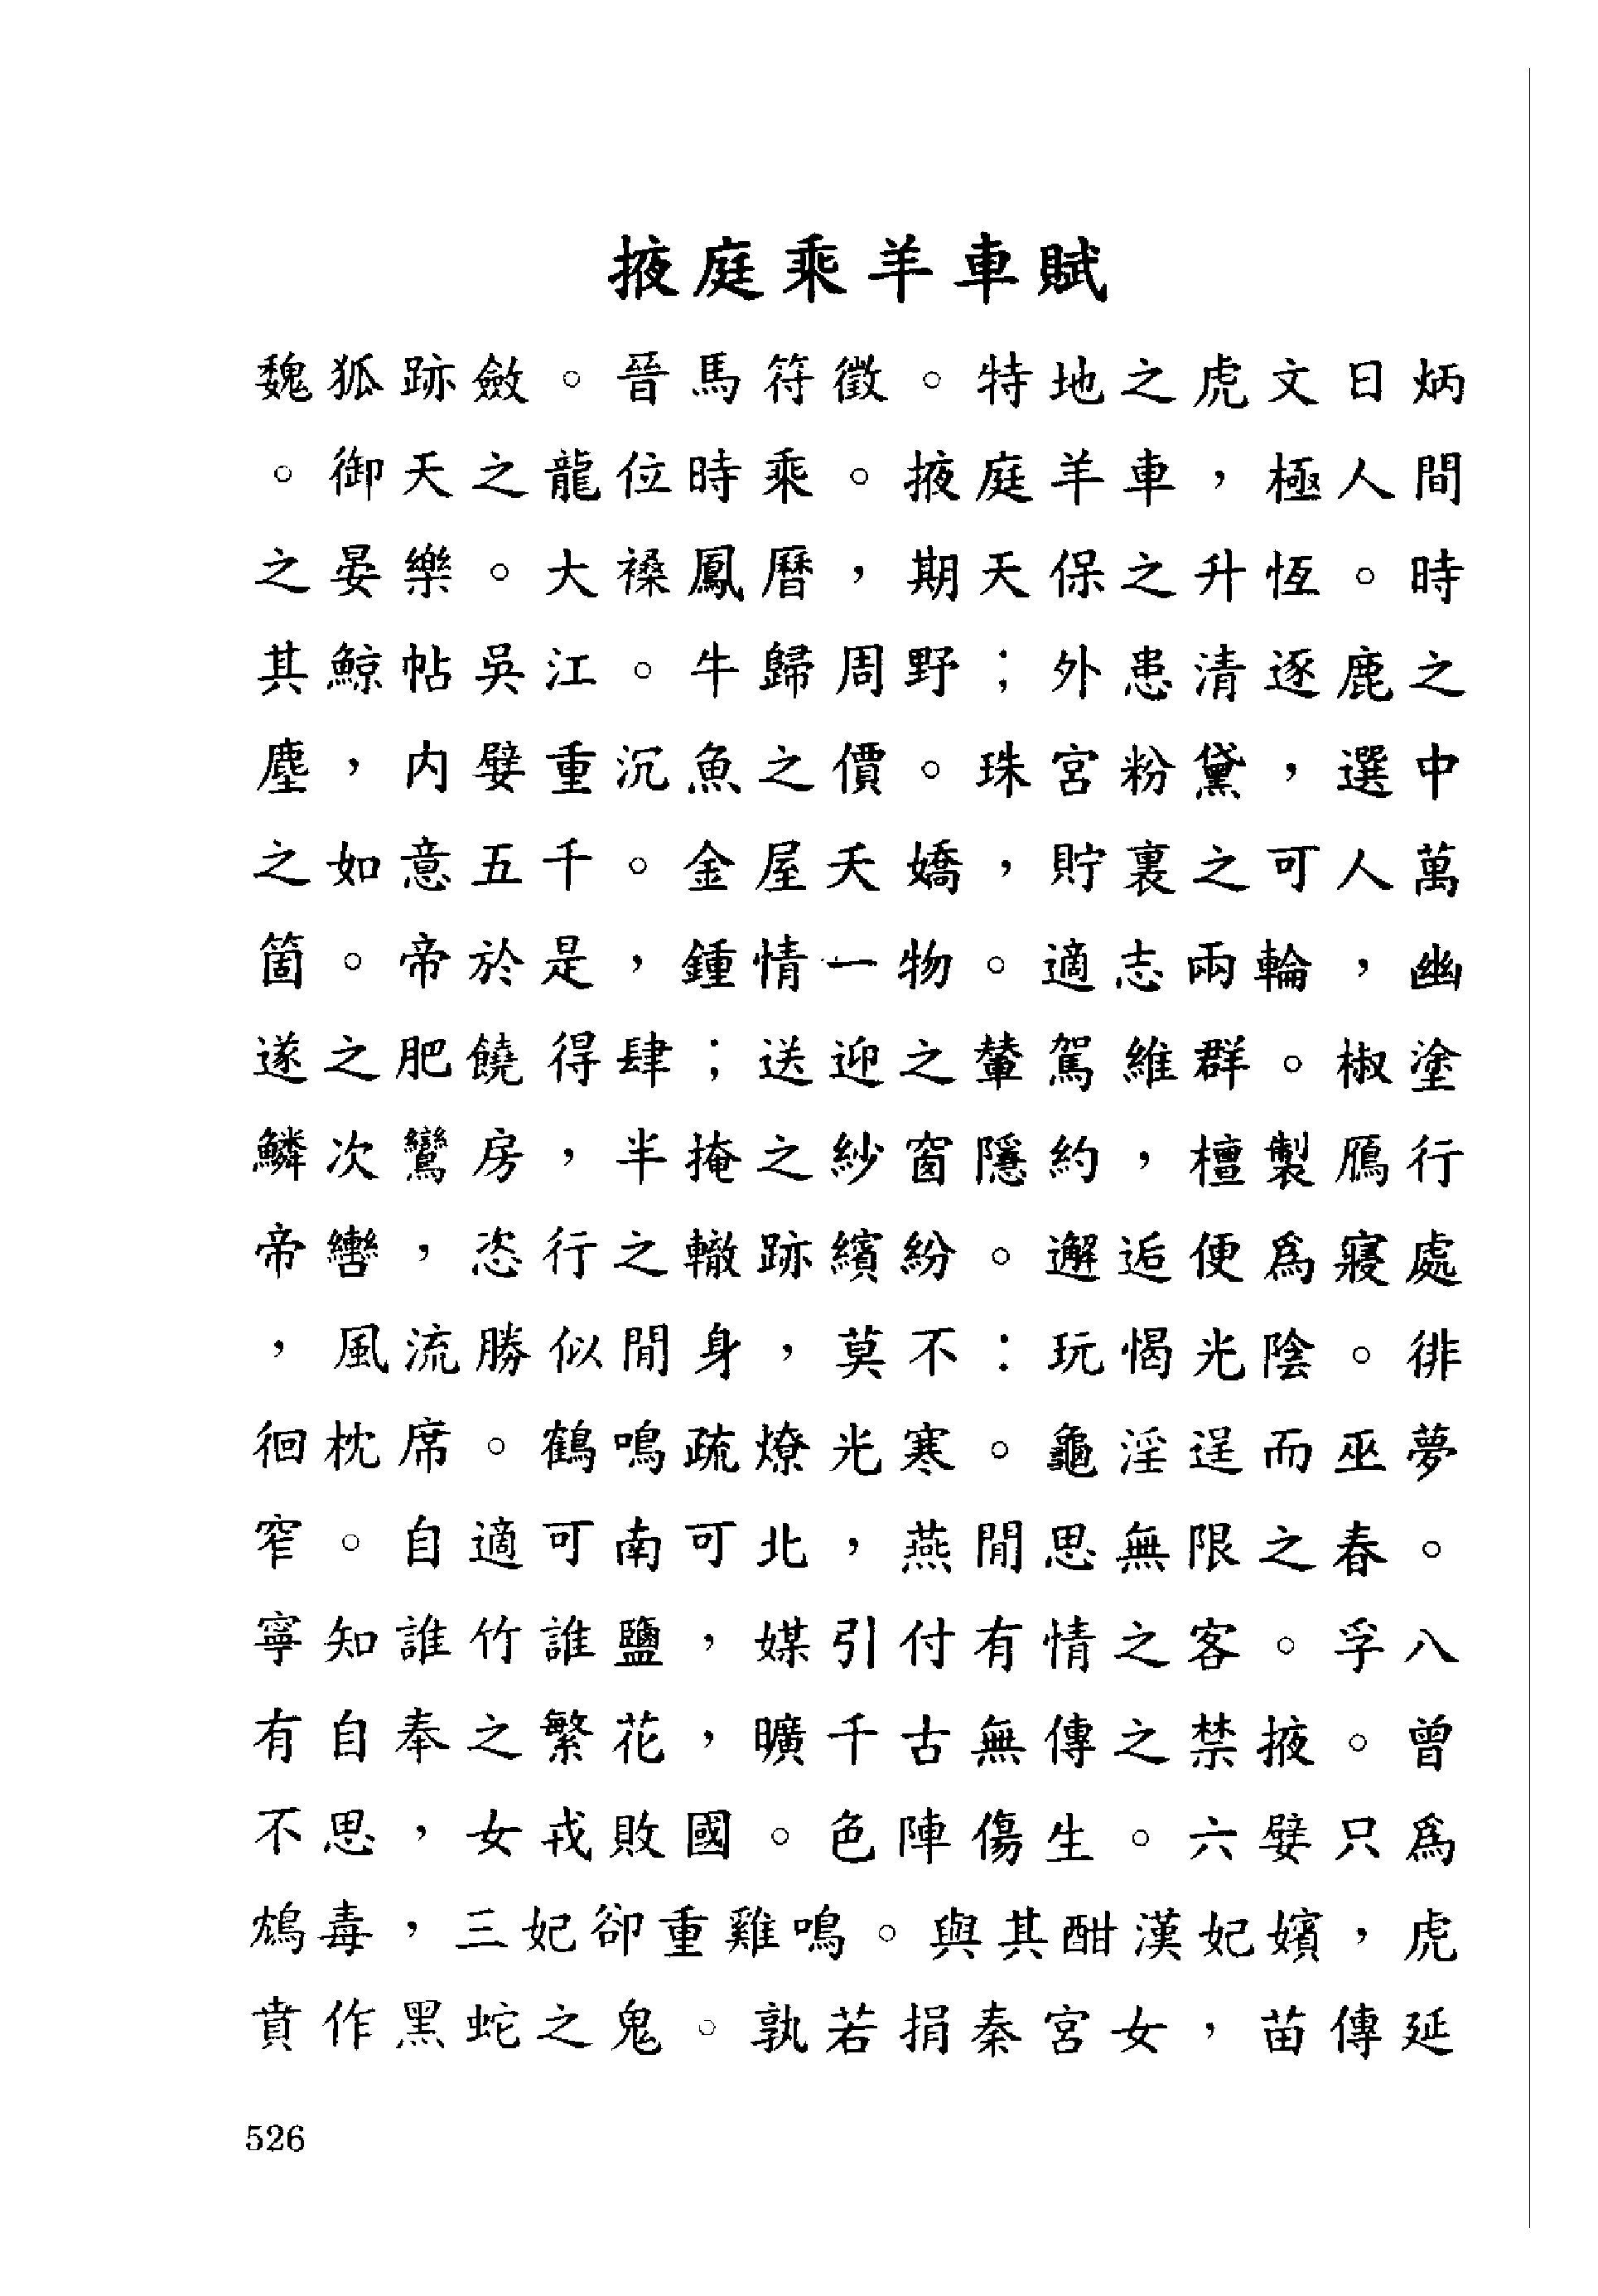 掖庭乘羊車賦
魏狐跡斂。晉馬符徵。特地之虎文日炳
。御天之龍位時乘。掖庭羊車，極人間
之晏樂。大襟鳳曆，期天保之升恆。時
其鯨帖吳江。牛歸周野；外患清逐鹿之
塵，內嬖重沉魚之價。珠宮粉黛，選中
之如意五千。金屋夭嬌，貯裏之可人萬
箇。帝於是，鍾情一物。適志兩輪，幽
遂之肥饒得肆；送迎之輦駕維群。椒塗
鱗次鸞房，半掩之紗窗隱約，檀製鴈行
帝轡，恣行之轍跡繽紛。邂逅便為寢處
，風流勝似閒身，莫不：玩愒光陰。徘
徊枕席。鶴鳴疏燎光寒。龜淫逞而巫夢
窄。自適可南可北，燕閒思無限之春。
寧知誰竹誰鹽，媒引付有情之客。孚八
有自奉之繁花，曠千古無傳之禁掖。曾
不思，女戎敗國。色陣傷生。六嬖只為
鴆毒，三妃卻重雞鳴。與其酣漢妃嬪，虎
賁作黑蛇之鬼。孰若捐秦宮女，苗傳延
526